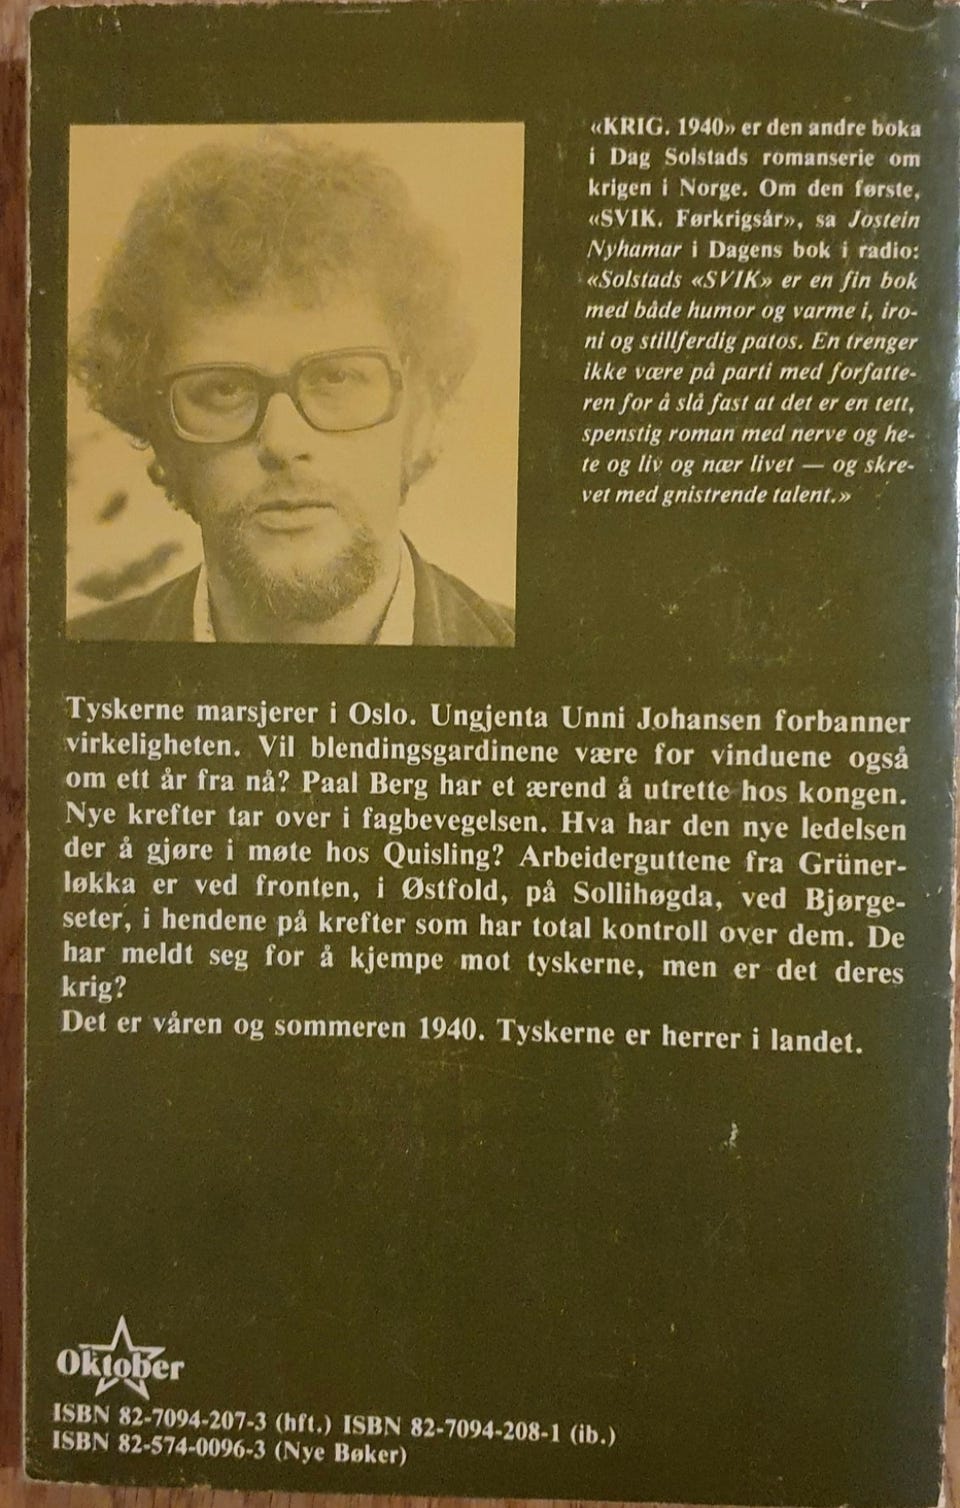 «KRIG. 1940» er den andre boka
i Dag Solstads romanserie om
krigen i Norge. Om den første,
«SVIK. Førkrigsår», sa Jostein
Nyhamar i Dagens bok i radio:
«Solstads «SVIK» er en fin bok
med både humor og varme i, iro-
ni og stillferdig patos. En trenger
ikke være på parti med forfatte-
ren for å slå fast at det er en tett,
spenstig roman med nerve og he-
te og liv og nær livet — og skre-
vet med gnistrende talent.»
Tyskerne marsjerer i Oslo. Ungjenta Unni Johansen forbanner
virkeligheten. Vil blendingsgardinene være for vinduene også
om ett år fra nå? Paal Berg har et ærend å utrette hos kongen.
Nye krefter tar over i fagbevegelsen. Hva har den nye ledelsen
der å gjøre i møte hos Quisling? Arbeiderguttene fra Grüner-
løkka er ved fronten, i Østfold, på Sollihøgda, ved Bjørge-
seter, i hendene på krefter som har total kontroll over dem. De
har meldt seg for å kjempe mot tyskerne, men er det deres
krig?
Det er våren og sommeren 1940. Tyskerne er herrer i landet.
Oktober
ISBN 82-7094-207-3 (hft.) ISBN 82-7094-208-1 (ib.)
ISBN 82-574-0096-3 (Nye Bøker)